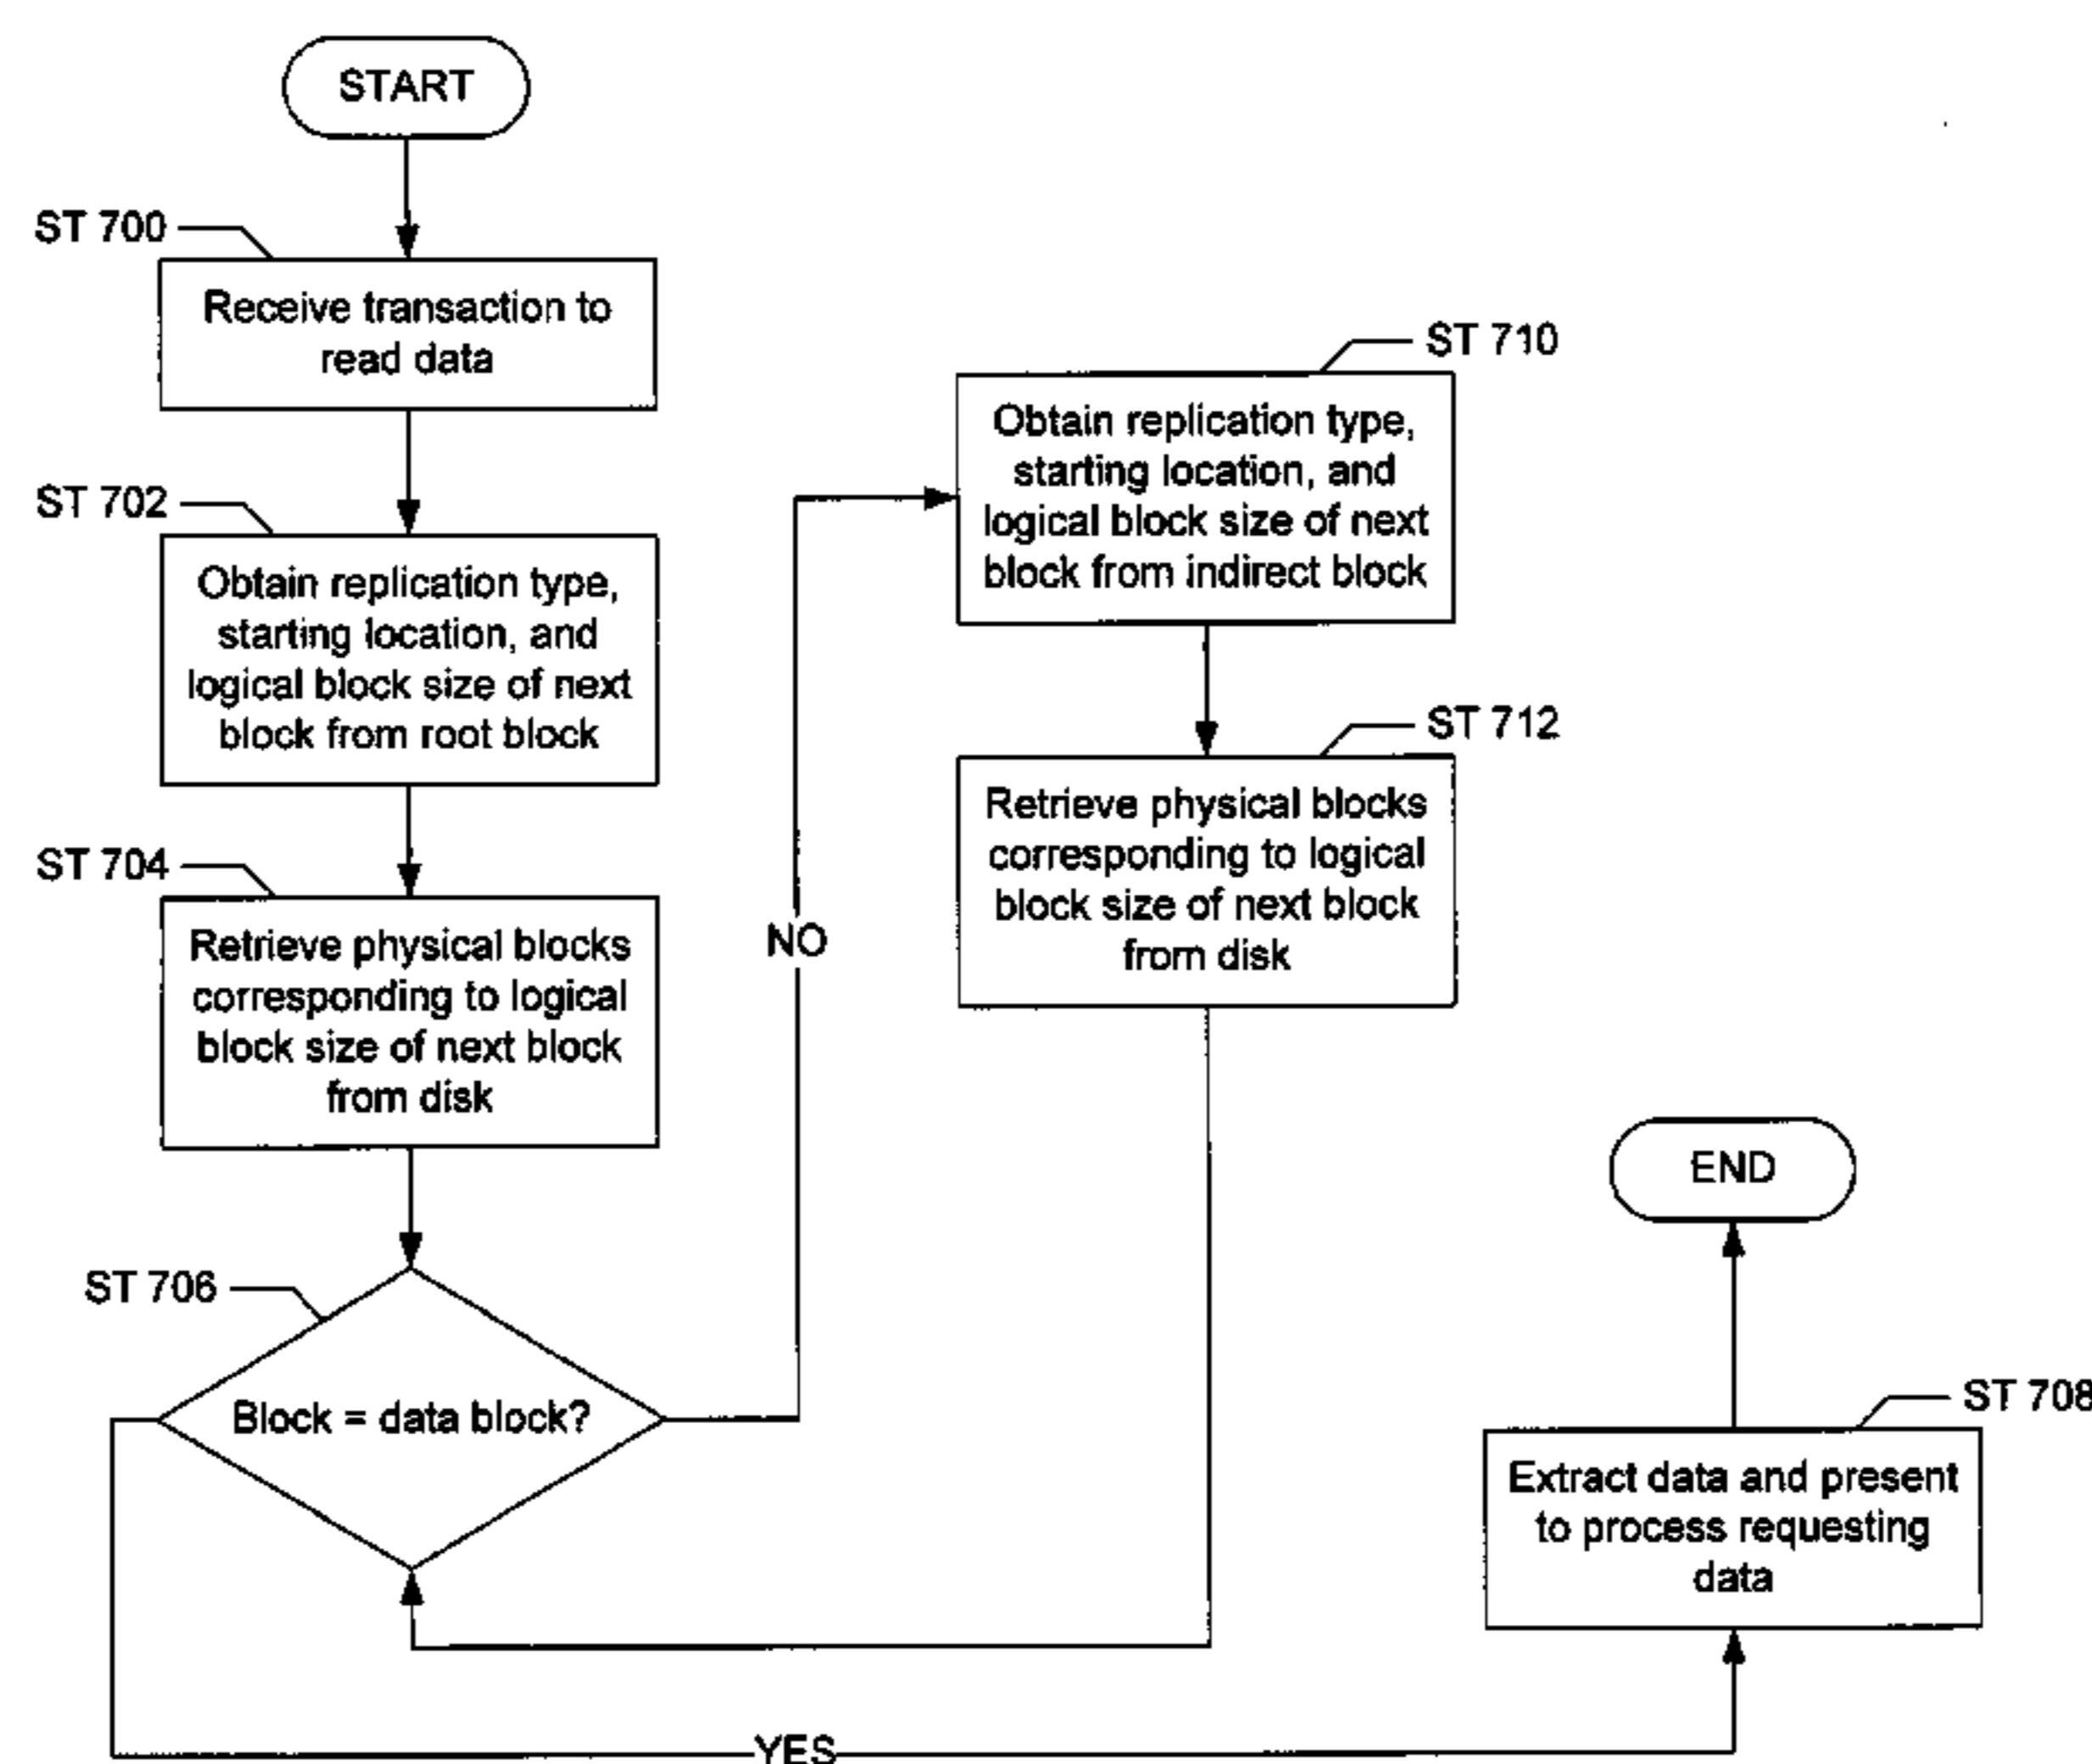 START
ST 700
Receive transaction to
read data
ST 702
Obtain replication type,
starting location, and
logical block size of next
block from root block
ST 704
Retrieve physical blocks
corresponding to logical
block size of next block
from disk
ST 706
Block = data block?
NO
ST 710
Obtain replication type,
starting location, and
logical block size of next
block from indirect block
ST 712
Retrieve physical blocks
corresponding to logical
block size of next block
from disk
END
ST 708
Extract data and present
to process requesting
data
YES